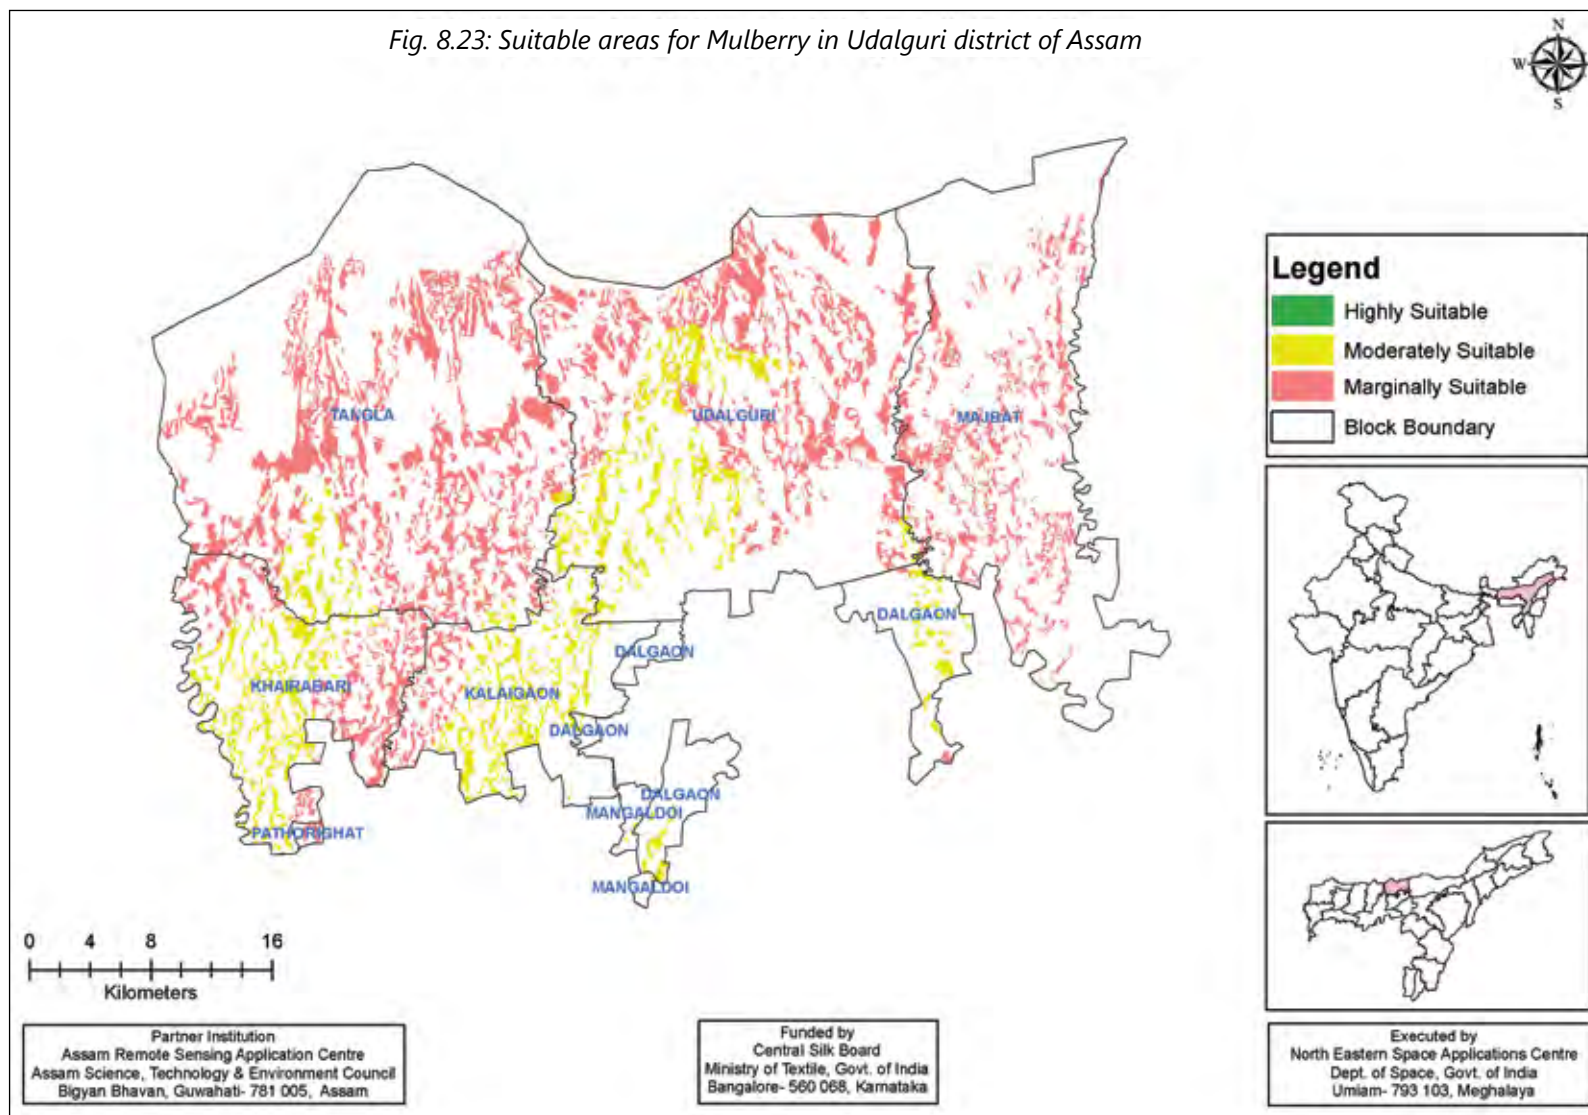 Fig. 8.23: Suitable areas for Mulberry in Udalguri district of Assam
N
W
S
Legend
Highly Suitable
Moderately Suitable
Marginally Suitable
Block Boundary
TANGLA
UDALGURI
MAJBAT
DALGAON
DALGAON
KHAIRABARI
KALAIGAON
DALGAON
DALGAON
MANGALDOI
PATHORIGHAT
MANGALDOI
0 4 8 16
Kilometers
Partner Institution
Assam Remote Sensing Application Centre
Assam Science, Technology & Environment Council
Bigyan Bhavan, Guwahati- 781 005, Assam
Funded by
Central Silk Board
Ministry of Textile, Govt. of India
Bangalore- 560 068, Karnataka
Executed by
North Eastern Space Applications Centre
Dept. of Space, Govt. of India
Umiam- 793 103, Meghalaya